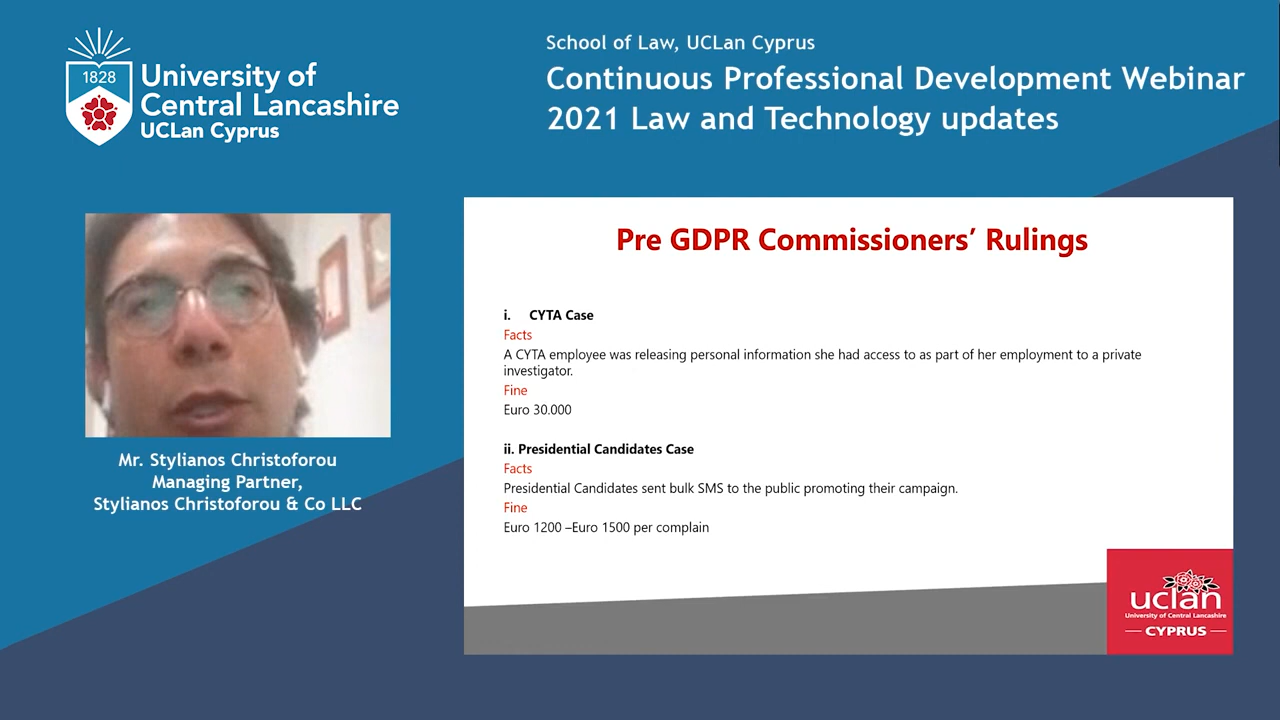 1828
University of
Central Lancashire
UCLan Cyprus
School of Law, UCLan Cyprus
Continuous Professional Development Webinar
2021 Law and Technology updates
Mr. Stylianos Christoforou
Managing Partner,
Stylianos Christoforou & Co LLC
Pre GDPR Commissioners’ Rulings
i. CYTA Case
Facts
A CYTA employee was releasing personal information she had access to as part of her employment to a private
investigator.
Fine
Euro 30.000
ii. Presidential Candidates Case
Facts
Presidential Candidates sent bulk SMS to the public promoting their campaign.
Fine
Euro 1200 –Euro 1500 per complain
uclan
University of Central Lancashire
CYPRUS